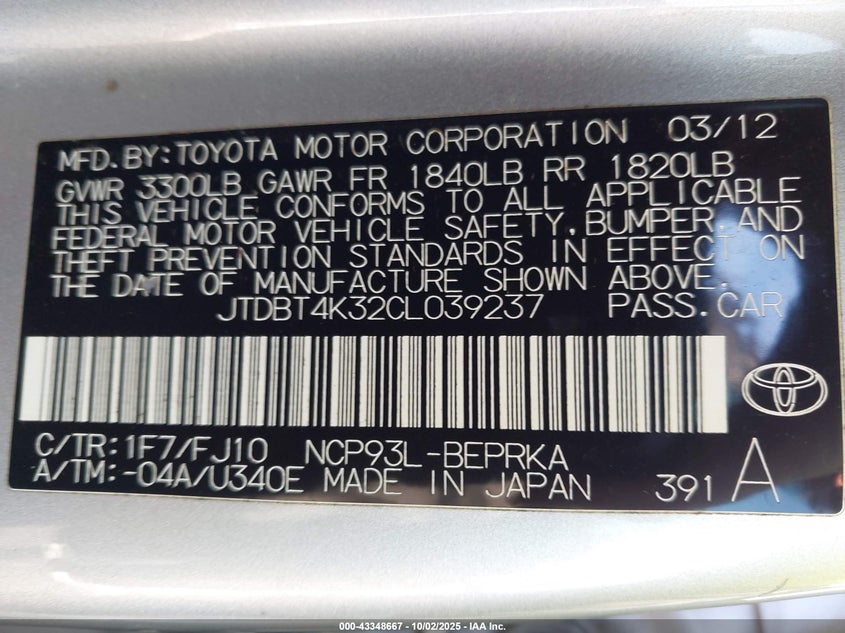 MFD.BY:TOYOTA MOTOR CORPORATION 03/12
GVWR 3300LB GAWR FR 1840LB RR 1820LB
THIS VEHICLE CONFORMS TO ALL APPLICABLE
FEDERAL MOTOR VEHICLE SAFETY,BUMPER,AND
THEFT PREVENTION STANDARDS IN EFFECT ON
THE DATE OF MANUFACTURE SHOWN ABOVE.
JTDBT4K32CL039237 PASS.CAR
C/TR:1F7/FJ10 NCP93L-BEPRKA
A/TM:-04A/U340E MADE IN JAPAN 391 A
000-43348667 - 10/02/2025 - IAA Inc.